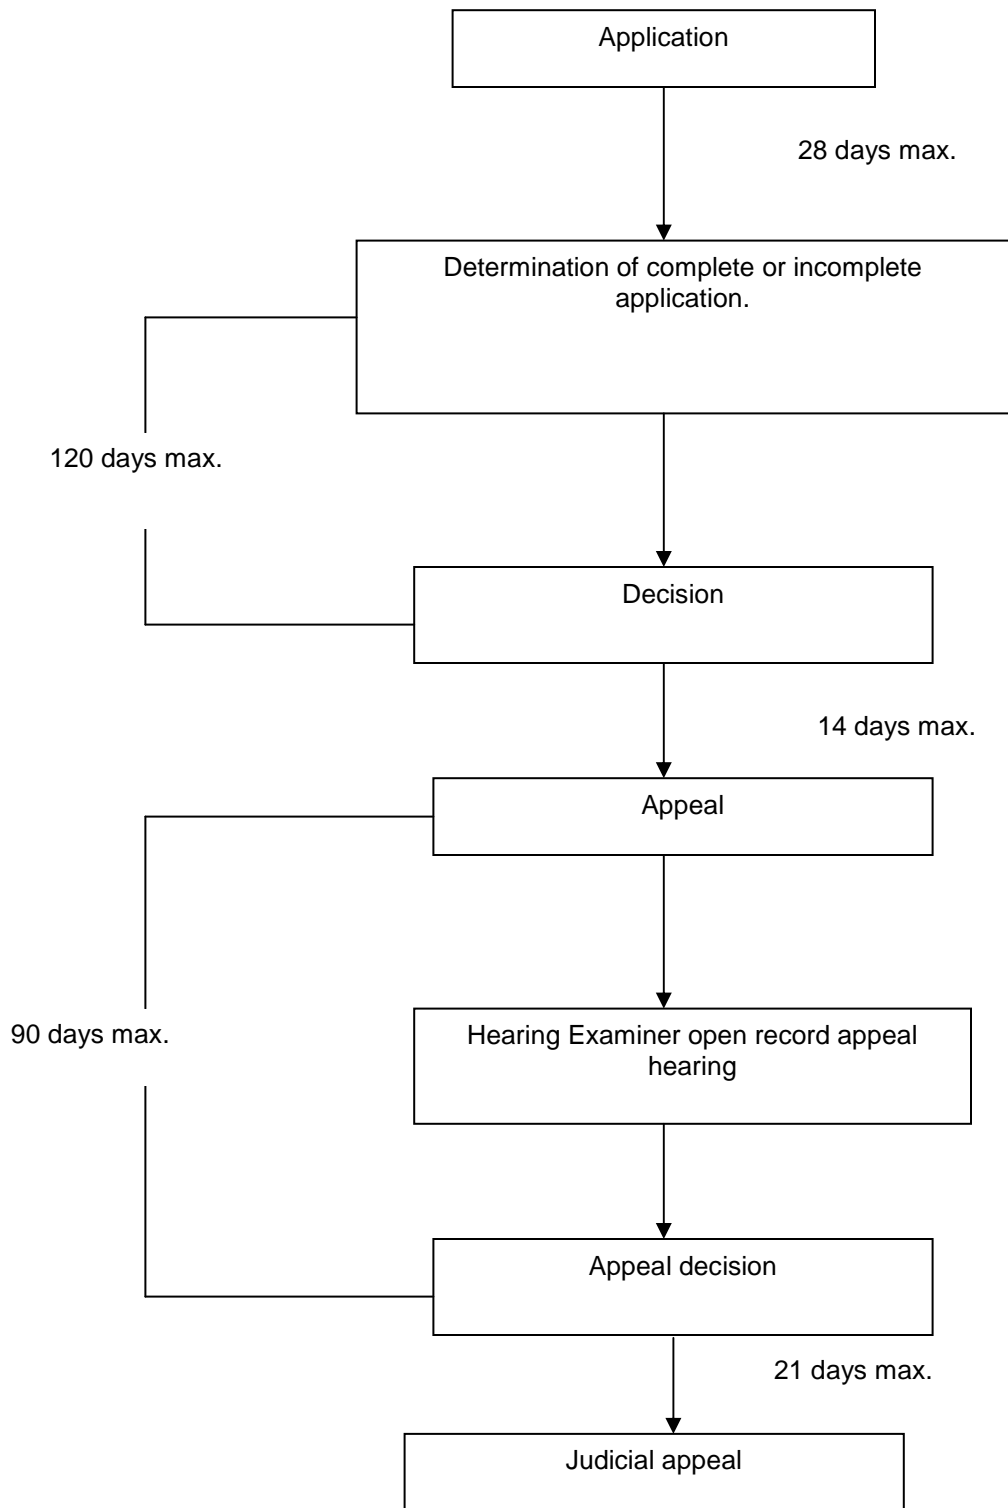 Application
28 days max.
Determination of complete or incomplete
application.
120 days max.
Decision
14 days max.
Appeal
90 days max.
Hearing Examiner open record appeal
hearing
Appeal decision
21 days max.
Judicial appeal